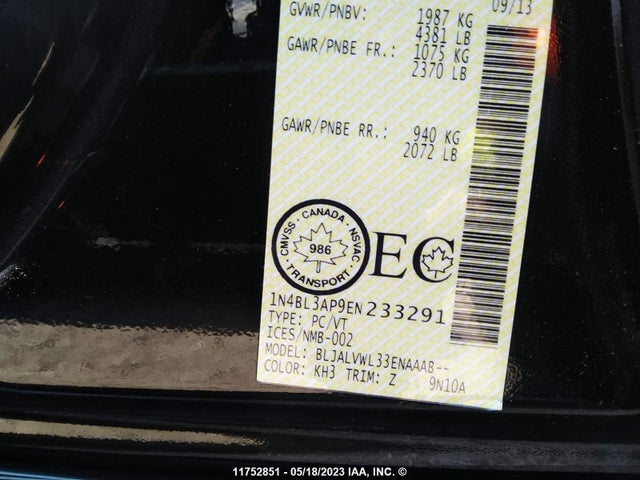 09/13
GVWR/PNBV: 1987 KG
4381 LB
GAWR/PNBE FR.: 1075 KG
2370 LB
GAWR/PNBE RR.: 940 KG
2072 LB
CMVSS · CANADA · NSVAC
986
TRANSPORT
EC
1N4BL3AP9EN233291
TYPE: PC/VT
ICES/NMB-002
MODEL: BLJALVWL33ENAAAB--
COLOR: KH3 TRIM: Z 9N10A
11752851 - 05/18/2023 IAA, INC. ©